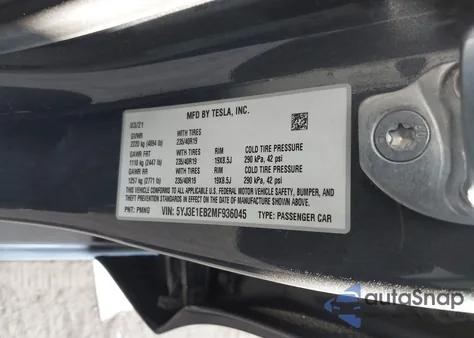 MFD BY TESLA, INC.
03/21
GVWR WITH TIRES
2220 kg (4894 lb) 235/40R19
GAWR FRT WITH TIRES RIM COLD TIRE PRESSURE
1110 kg (2447 lb) 235/40R19 19X8.5J 290 kPa, 42 psi
GAWR RR WITH TIRES RIM COLD TIRE PRESSURE
1257 kg (2771 lb) 235/40R19 19X8.5J 290 kPa, 42 psi
THIS VEHICLE CONFORMS TO ALL APPLICABLE U.S. FEDERAL MOTOR VEHICLE SAFETY, BUMPER, AND
THEFT PREVENTION STANDARDS IN EFFECT ON THE DATE OF MANUFACTURE SHOWN ABOVE.
PNT: PMNG VIN: 5YJ3E1EB2MF936045 TYPE: PASSENGER CAR
autoSnap